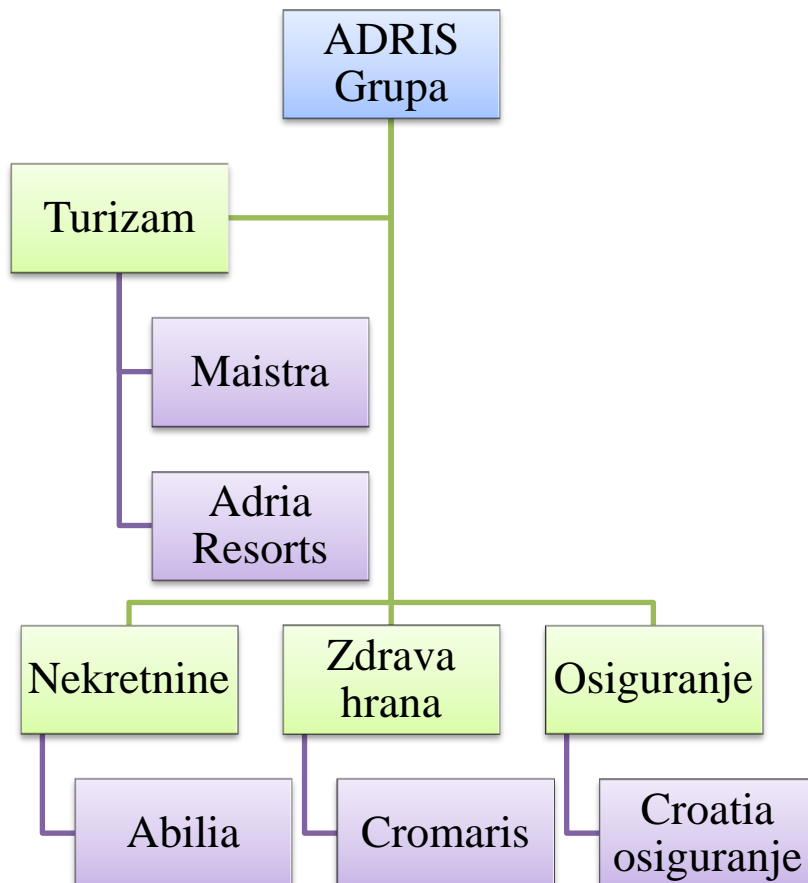 ADRIS
Grupa
Turizam
Maistra
Adria
Resorts
Nekretnine
Zdrava
hrana
Osiguranje
Abilia
Cromaris
Croatia
osiguranje